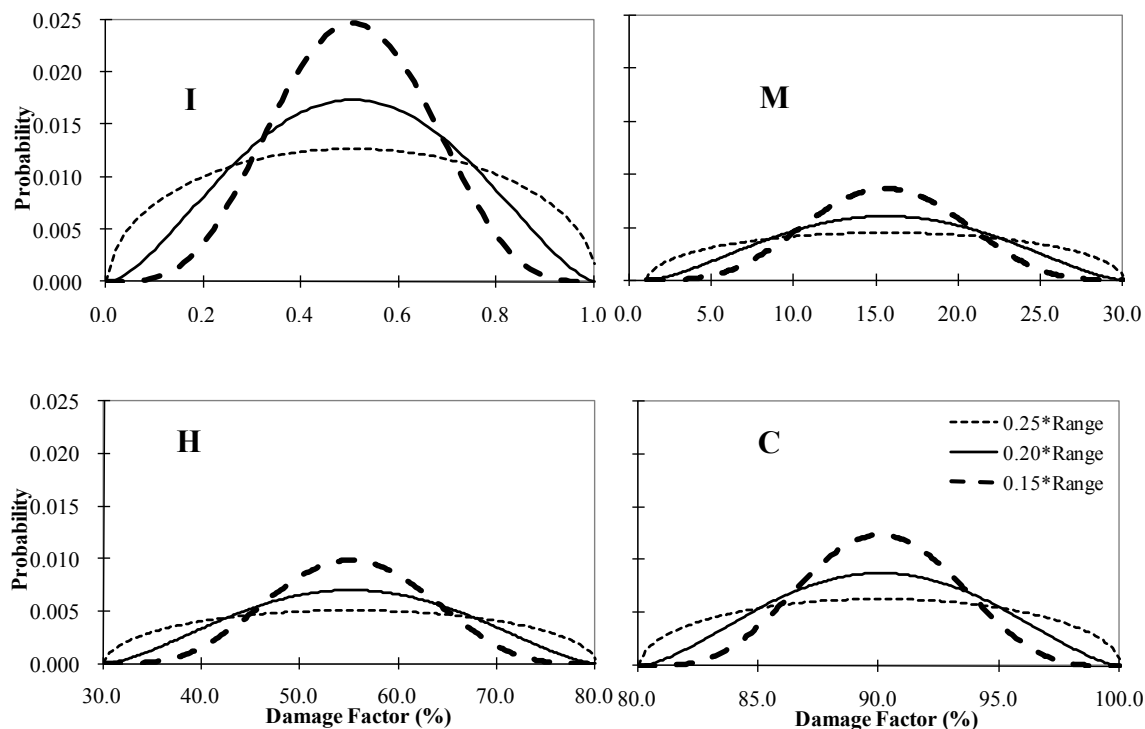 0.025
0.020
0.015
0.010
0.005
0.000
Probability
I
0.0 0.2 0.4 0.6 0.8 1.0
M
0.0 5.0 10.0 15.0 20.0 25.0 30.0
0.025
0.020
0.015
0.010
0.005
0.000
Probability
H
30.0 40.0 50.0 60.0 70.0 80.0
Damage Factor (%)
C
0.25*Range
0.20*Range
0.15*Range
80.0 85.0 90.0 95.0 100.0
Damage Factor (%)